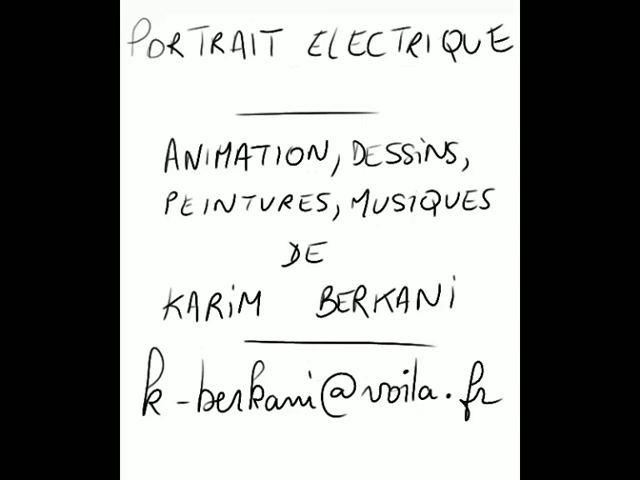 PORTRAIT ELECTRIQUE
ANIMATION, DESSiNS,
PEINTURES, MUSIQUES
DE
KARiM BERKANi
k-berkani@voila.fr